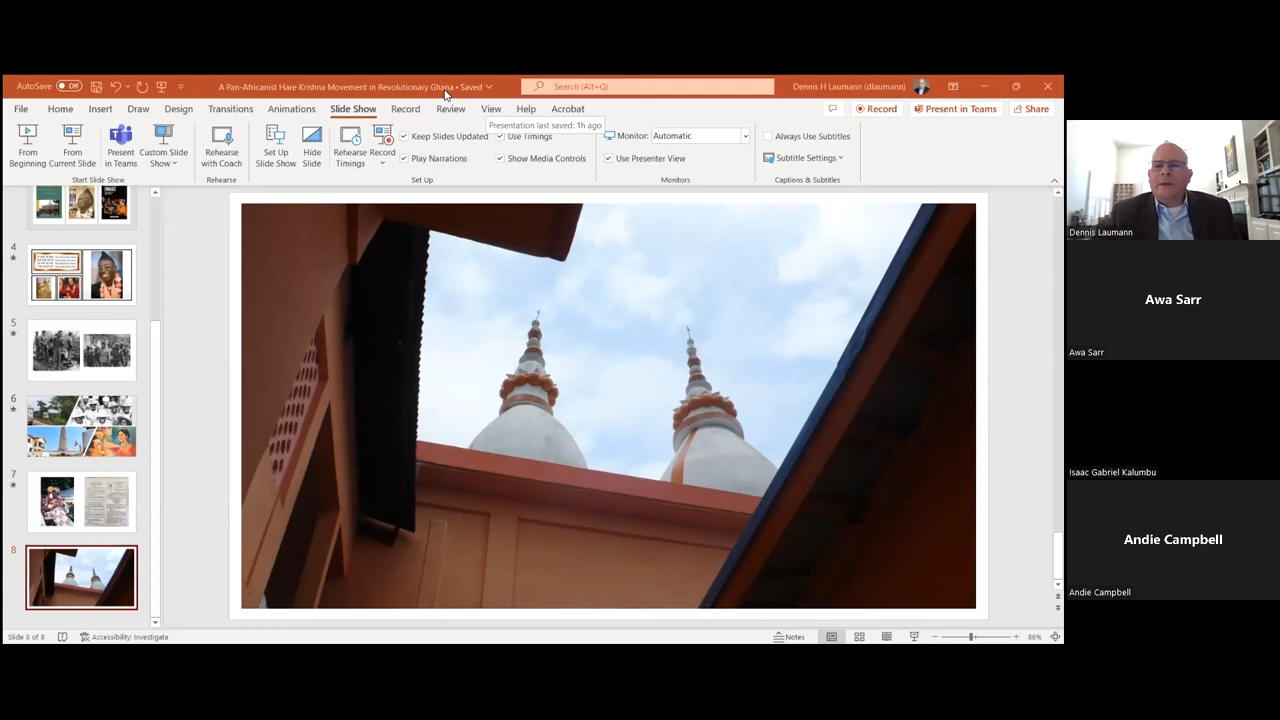 AutoSave Off
A Pan-Africanist Hare Krishna Movement in Revolutionary Ghana • Saved
Search (Alt+Q)
Dennis H Laumann (dlaumann)
File Home Insert Draw Design Transitions Animations Slide Show Record Review View Help Acrobat
Record Present in Teams Share
Presentation last saved: 1h ago
From Beginning
From Current Slide
Present in Teams
Custom Slide Show
Start Slide Show
Rehearse with Coach
Rehearse
Set Up Slide Show
Hide Slide
Rehearse Timings
Record
Keep Slides Updated
Play Narrations
Use Timings
Show Media Controls
Set Up
Monitor: Automatic
Use Presenter View
Monitors
Always Use Subtitles
Subtitle Settings
Captions & Subtitles
4
5
6
7
8
Slide 8 of 8
Accessibility: Investigate
Notes
86%
Dennis Laumann
Awa Sarr
Awa Sarr
Isaac Gabriel Kalumbu
Andie Campbell
Andie Campbell